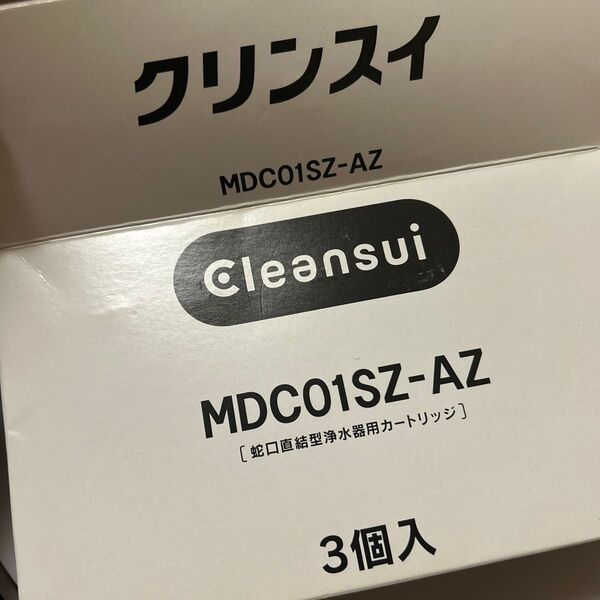 クリンスイ
MDC01SZ-AZ
Cleansui
MDC01SZ-AZ
[蛇口直結型浄水器用カートリッジ]
3個入